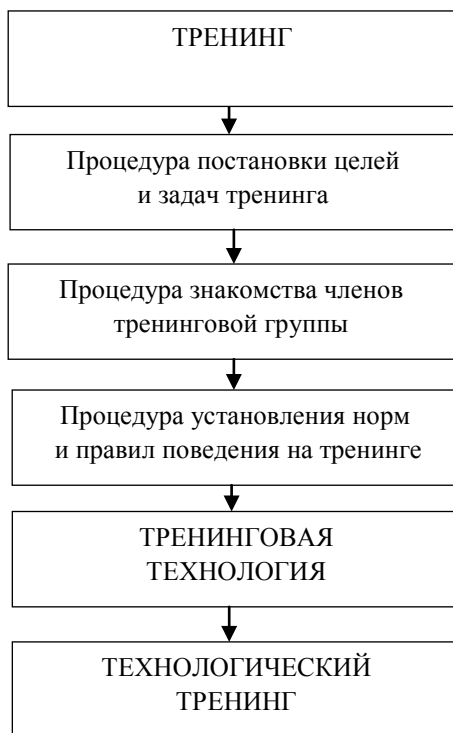 ТРЕНИНГ
Процедура постановки целей
и задач тренинга
Процедура знакомства членов
тренинговой группы
Процедура установления норм
и правил поведения на тренинге
ТРЕНИНГОВАЯ
ТЕХНОЛОГИЯ
ТЕХНОЛОГИЧЕСКИЙ
ТРЕНИНГ